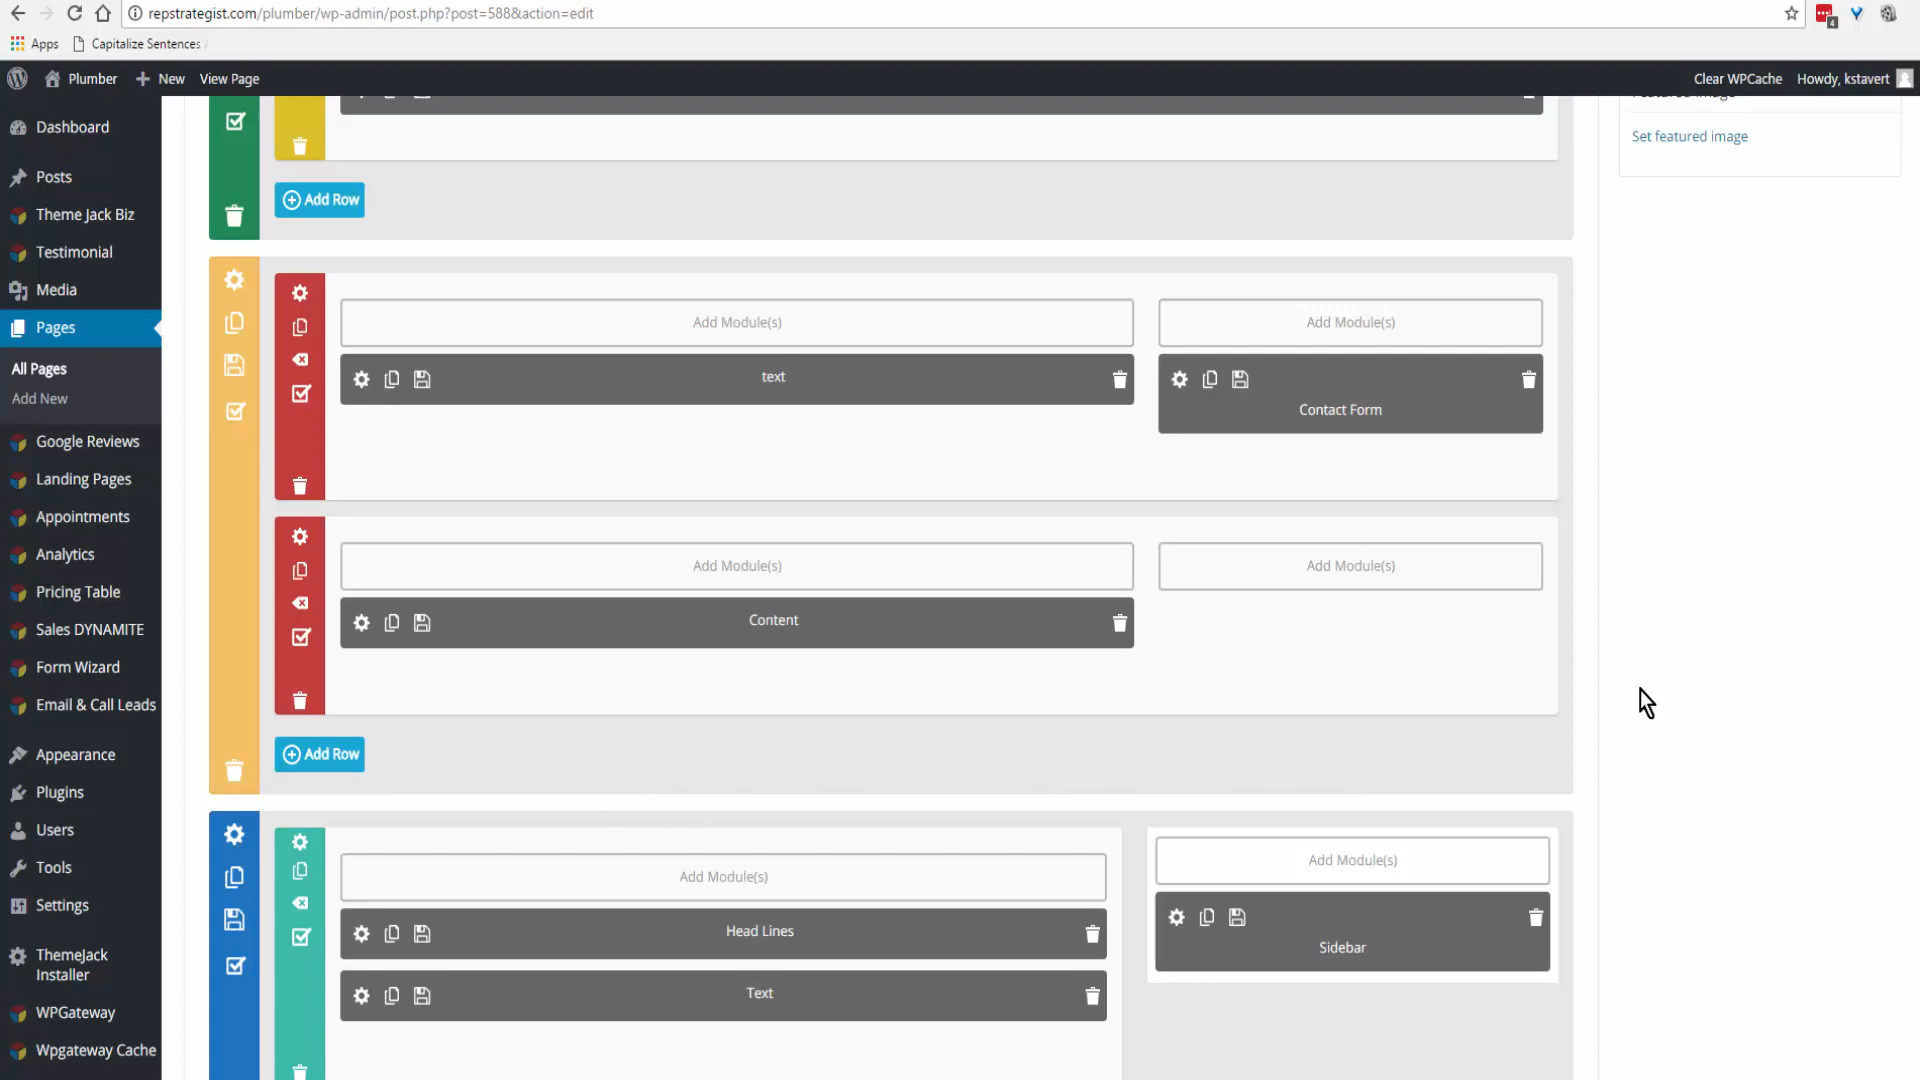 repstrategist.com/plumber/wp-admin/post.php?post=588&action=edit
4
Apps
Capitalize Sentences
Plumber
New
View Page
Clear WPCache
Howdy, kstavert
Dashboard
Posts
Theme Jack Biz
Testimonial
Media
Pages
All Pages
Add New
Google Reviews
Landing Pages
Appointments
Analytics
Pricing Table
Sales DYNAMITE
Form Wizard
Email & Call Leads
Appearance
Plugins
Users
Tools
Settings
ThemeJack
Installer
WPGateway
Wpgateway Cache
Add Row
Add Module(s)
Add Module(s)
text
Contact Form
Add Module(s)
Add Module(s)
Content
Add Row
Add Module(s)
Add Module(s)
Head Lines
Sidebar
Text
Set featured image